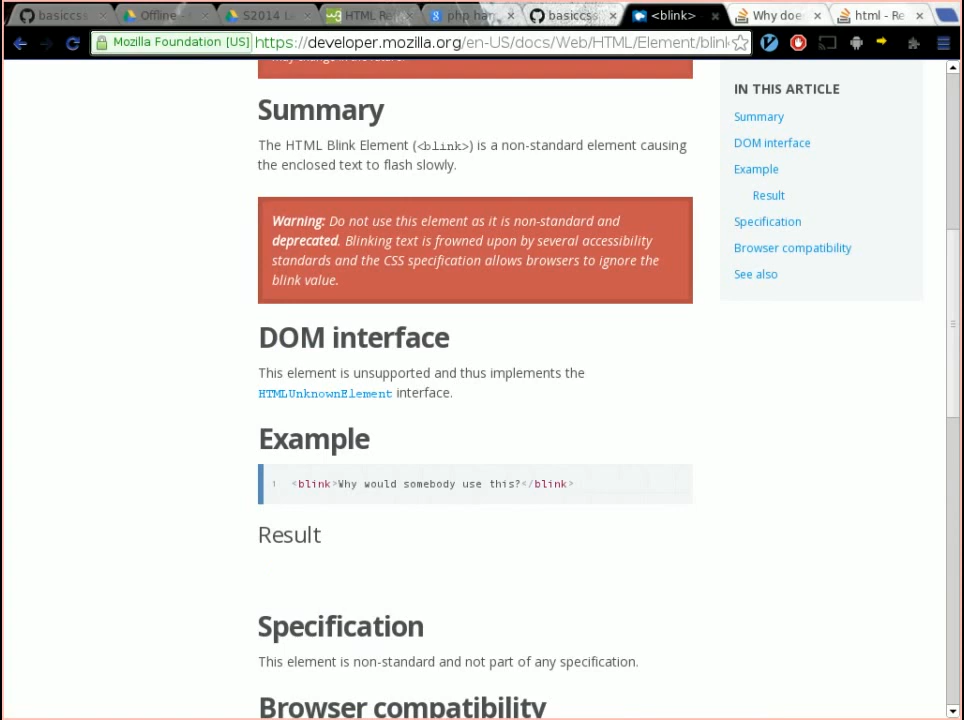 basiccss
Offline -
S2014 L
HTML Re
php han
basiccss
<blink>
Why doe
html - Re
Mozilla Foundation [US]
https://developer.mozilla.org/en-US/docs/Web/HTML/Element/blink
may change in the future.
Summary
The HTML Blink Element (<blink>) is a non-standard element causing
the enclosed text to flash slowly.
Warning: Do not use this element as it is non-standard and
deprecated. Blinking text is frowned upon by several accessibility
standards and the CSS specification allows browsers to ignore the
blink value.
DOM interface
This element is unsupported and thus implements the
HTMLUnknownElement interface.
Example
1 <blink>Why would somebody use this?</blink>
Result
Specification
This element is non-standard and not part of any specification.
Browser compatibility
IN THIS ARTICLE
Summary
DOM interface
Example
Result
Specification
Browser compatibility
See also